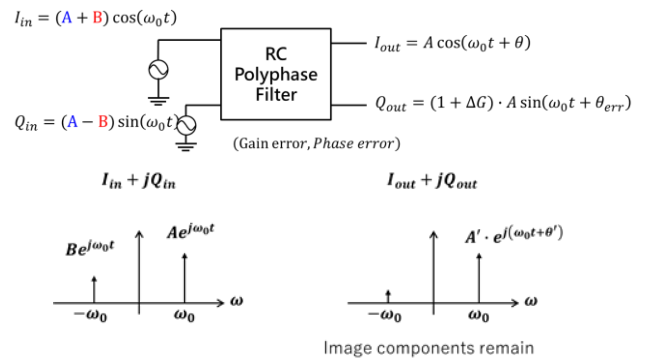 I_in = (A + B) cos(ω₀t)
RC
Polyphase
Filter
I_out = A cos(ω₀t + θ)
Q_out = (1 + ΔG) · A sin(ω₀t + θ_err)
Q_in = (A − B) sin(ω₀t)
(Gain error, Phase error)
I_in + jQ_in
I_out + jQ_out
Be^jω₀t
Ae^jω₀t
A′ · e^j(ω₀t+θ′)
−ω₀
ω₀
ω
−ω₀
ω₀
ω
Image components remain